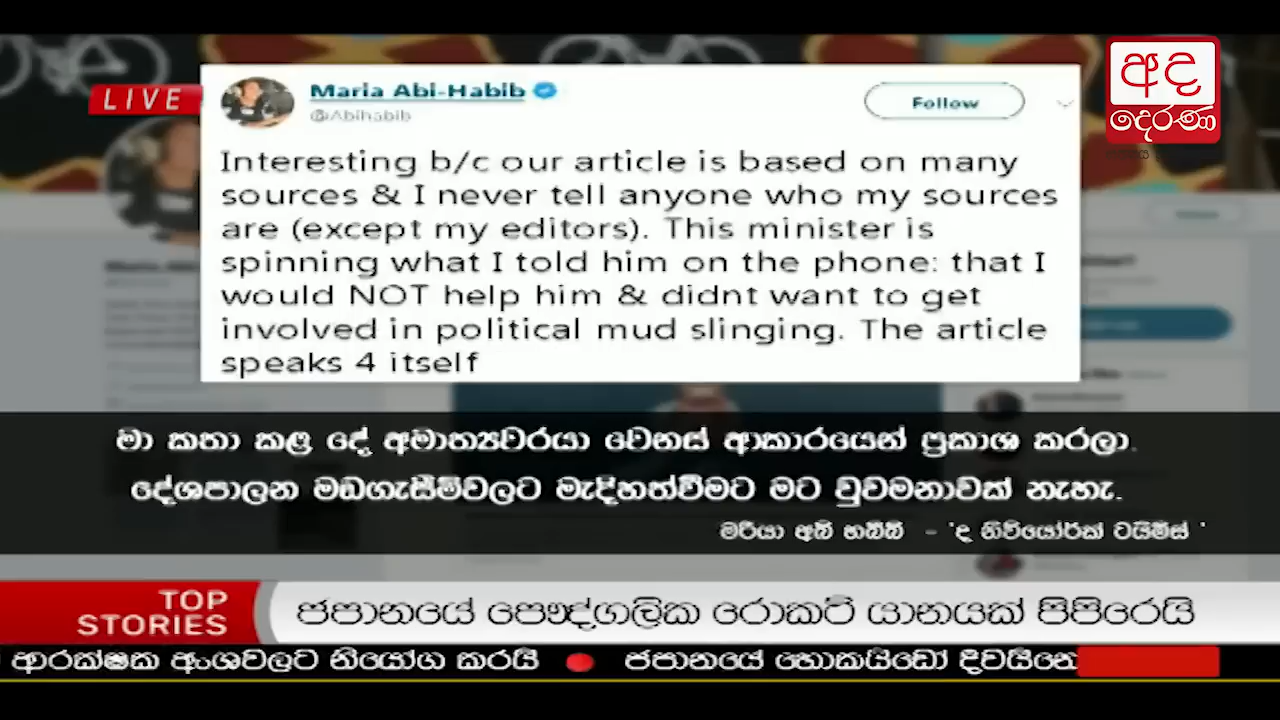 LIVE
Maria Abi-Habib
@Abihabib
Follow
අද
දෙරණ
Interesting b/c our article is based on many
sources & I never tell anyone who my sources
are (except my editors). This minister is
spinning what I told him on the phone: that I
would NOT help him & didnt want to get
involved in political mud slinging. The article
speaks 4 itself
මා කතා කළ දේ අමාත්‍යවරයා වෙනස් ආකාරයෙන් ප්‍රකාශ කරලා.
දේශපාලන මඩගැසීම්වලට මැදිහත්වීමට මට වුවමනාවක් නැහැ.
මරියා අබි හබීබ් - 'ද නිව්යෝර්ක් ටයිම්ස් '
TOP
STORIES
ජපානයේ පෞද්ගලික රොකට් යානයක් පිපිරෙයි
ආරක්ෂක අංශවලට නියෝග කරයි
ජපානයේ හොකයිඩෝ දිවයිනෙ